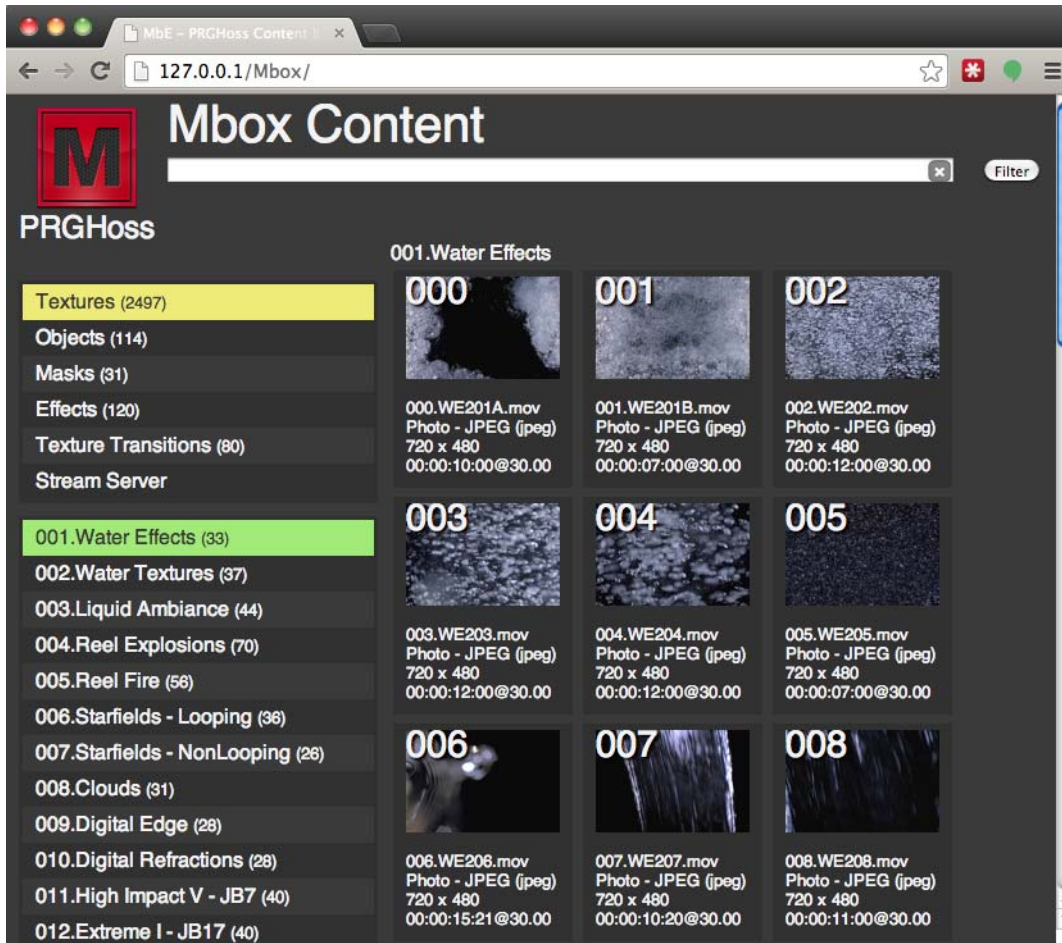 MbE – PRGHoss Content
127.0.0.1/Mbox/
M
Mbox Content
Filter
PRGHoss
Textures (2497)
Objects (114)
Masks (31)
Effects (120)
Texture Transitions (80)
Stream Server
001.Water Effects (33)
002.Water Textures (37)
003.Liquid Ambiance (44)
004.Reel Explosions (70)
005.Reel Fire (56)
006.Starfields - Looping (36)
007.Starfields - NonLooping (26)
008.Clouds (31)
009.Digital Edge (28)
010.Digital Refractions (28)
011.High Impact V - JB7 (40)
012.Extreme I - JB17 (40)
001.Water Effects
000
000.WE201A.mov
Photo - JPEG (jpeg)
720 x 480
00:00:10:00@30.00
001
001.WE201B.mov
Photo - JPEG (jpeg)
720 x 480
00:00:07:00@30.00
002
002.WE202.mov
Photo - JPEG (jpeg)
720 x 480
00:00:12:00@30.00
003
003.WE203.mov
Photo - JPEG (jpeg)
720 x 480
00:00:12:00@30.00
004
004.WE204.mov
Photo - JPEG (jpeg)
720 x 480
00:00:12:00@30.00
005
005.WE205.mov
Photo - JPEG (jpeg)
720 x 480
00:00:07:00@30.00
006
006.WE206.mov
Photo - JPEG (jpeg)
720 x 480
00:00:15:21@30.00
007
007.WE207.mov
Photo - JPEG (jpeg)
720 x 480
00:00:10:20@30.00
008
008.WE208.mov
Photo - JPEG (jpeg)
720 x 480
00:00:11:00@30.00